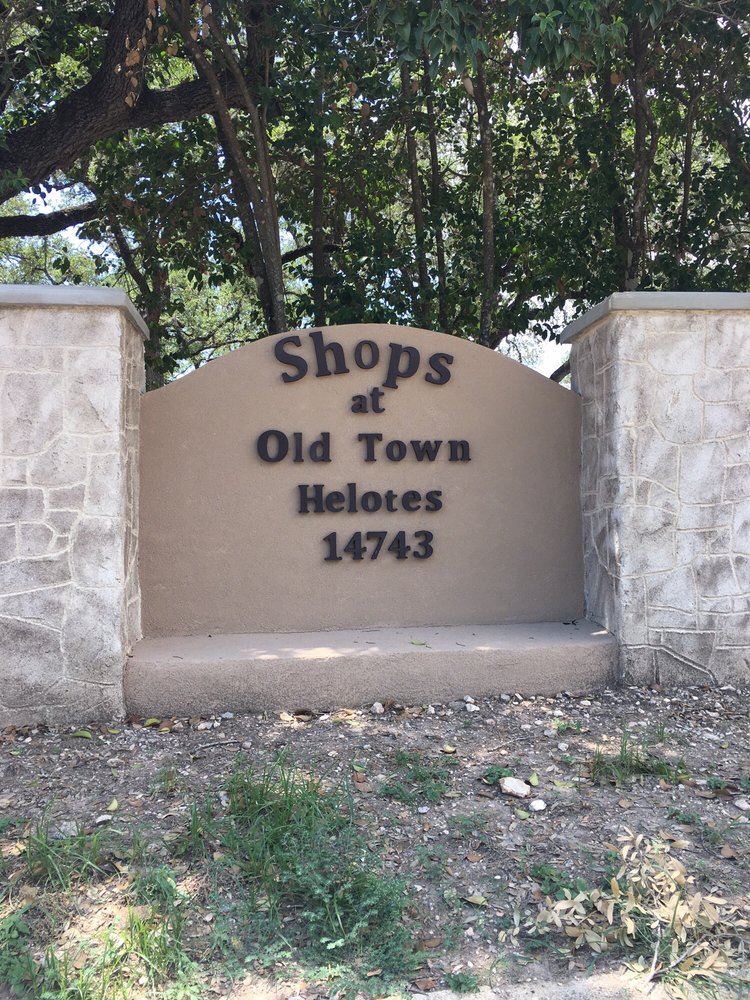 Shops
at
Old Town
Helotes
14743